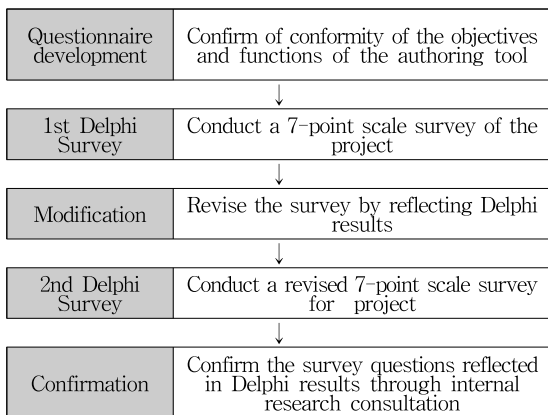 Questionnaire
development
Confirm of conformity of the objectives
and functions of the authoring tool
1st Delphi
Survey
Conduct a 7-point scale survey of the
project
Modification
Revise the survey by reflecting Delphi
results
2nd Delphi
Survey
Conduct a revised 7-point scale survey
for project
Confirmation
Confirm the survey questions reflected
in Delphi results through internal
research consultation